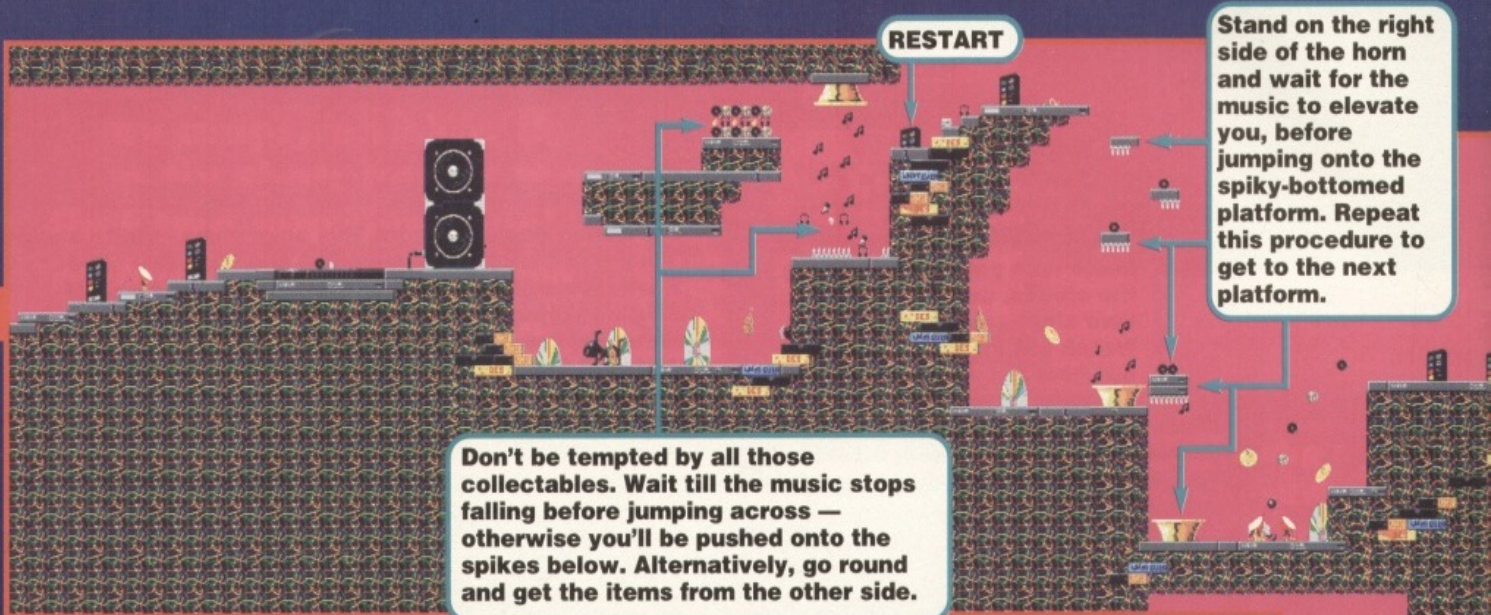 RESTART
Stand on the right
side of the horn
and wait for the
music to elevate
you, before
jumping onto the
spiky-bottomed
platform. Repeat
this procedure to
get to the next
platform.
Don't be tempted by all those
collectables. Wait till the music stops
falling before jumping across —
otherwise you'll be pushed onto the
spikes below. Alternatively, go round
and get the items from the other side.